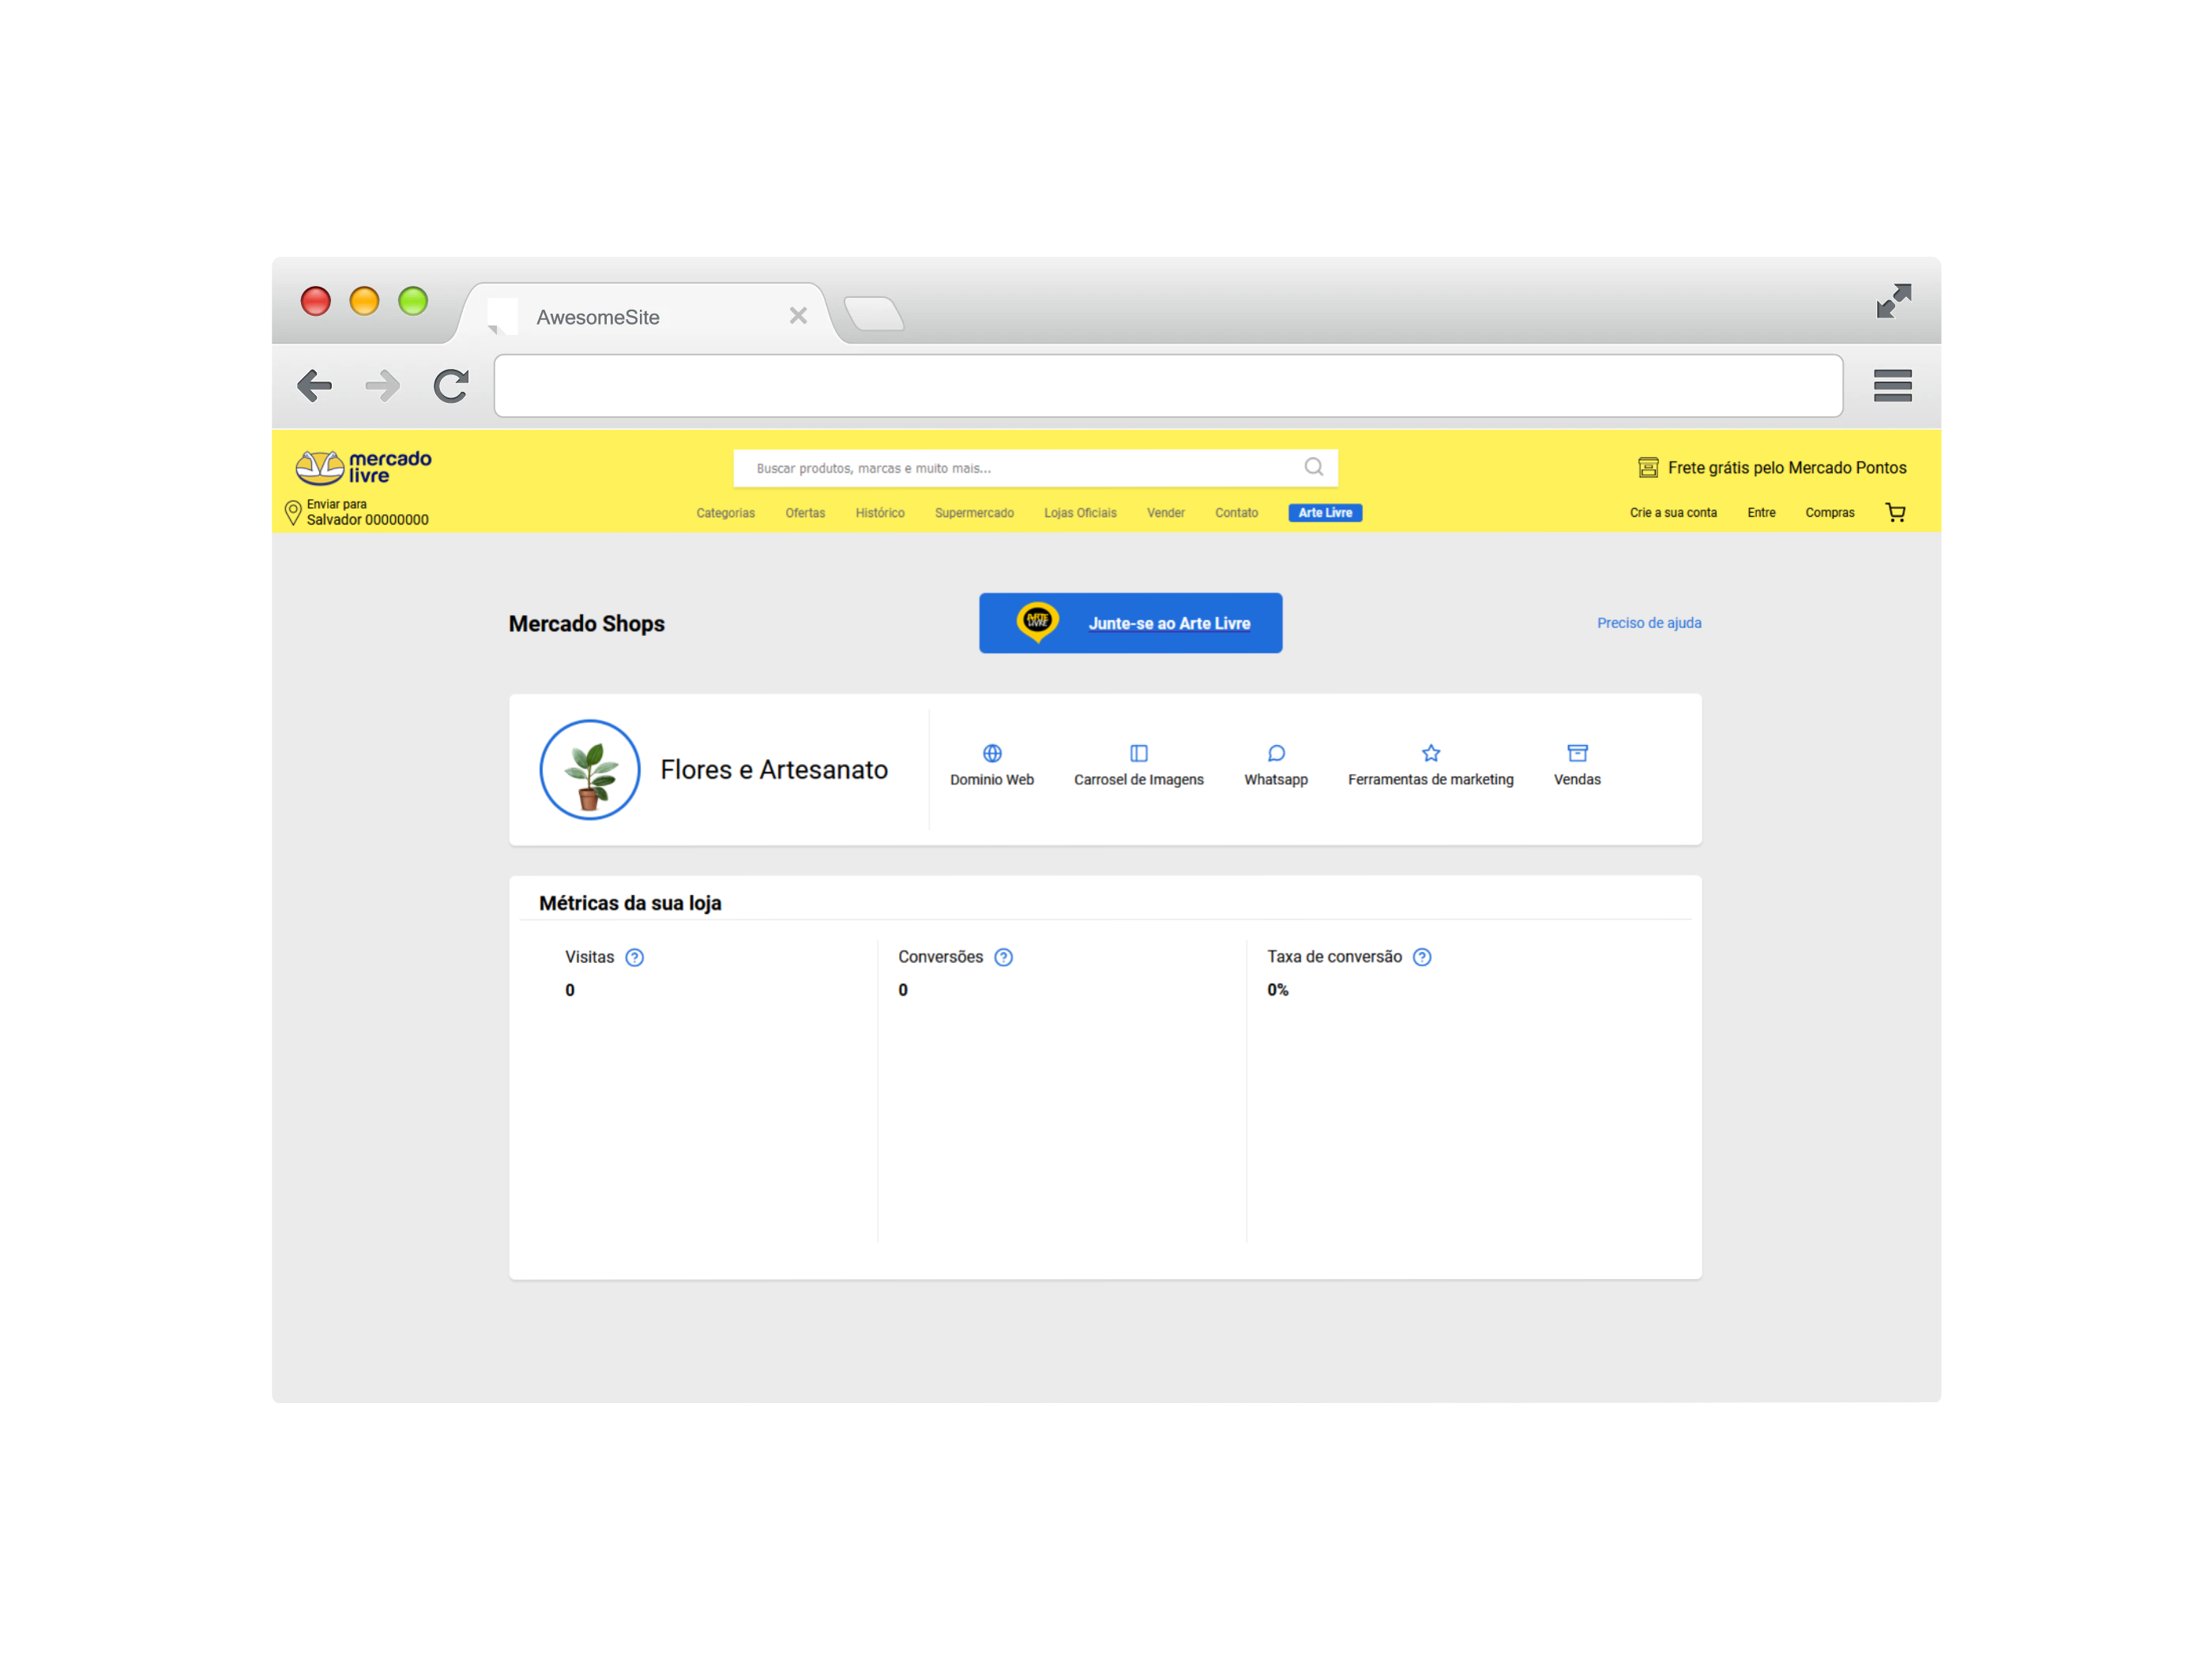 AwesomeSite
mercado
livre
Buscar produtos, marcas e muito mais...
Frete grátis pelo Mercado Pontos
Enviar para
Salvador 00000000
Categorias Ofertas Histórico Supermercado Lojas Oficiais Vender Contato Arte Livre
Crie a sua conta Entre Compras
Mercado Shops
ARTE
LIVRE
Junte-se ao Arte Livre
Preciso de ajuda
Flores e Artesanato
Dominio Web Carrosel de Imagens Whatsapp Ferramentas de marketing Vendas
Métricas da sua loja
Visitas ? Conversões ? Taxa de conversão ?
0 0 0%